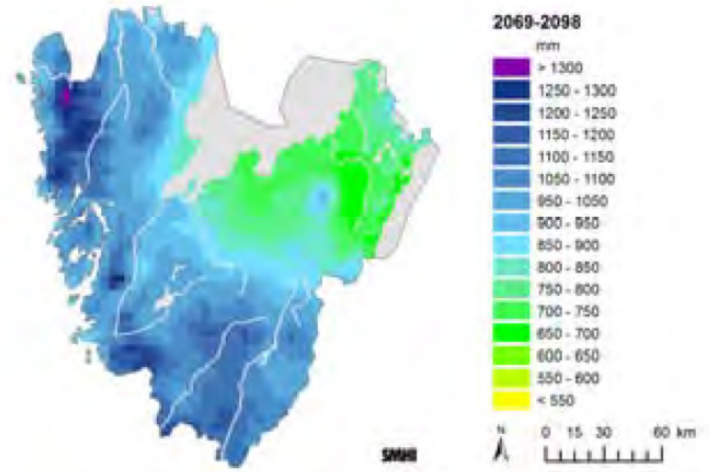 2069-2098
mm
> 1300
1250 - 1300
1200 - 1250
1150 - 1200
1100 - 1150
1050 - 1100
950 - 1050
900 - 950
850 - 900
800 - 850
750 - 800
700 - 750
650 - 700
600 - 650
550 - 600
< 550
N
0 15 30 60 km
SMHI